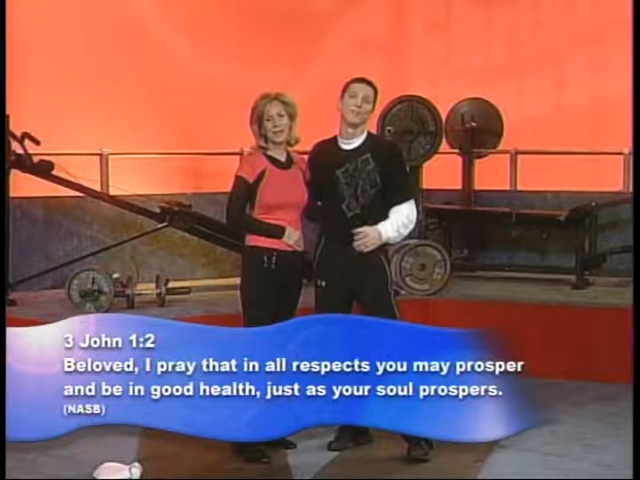 3 John 1:2
Beloved, I pray that in all respects you may prosper
and be in good health, just as your soul prospers.
(NASB)